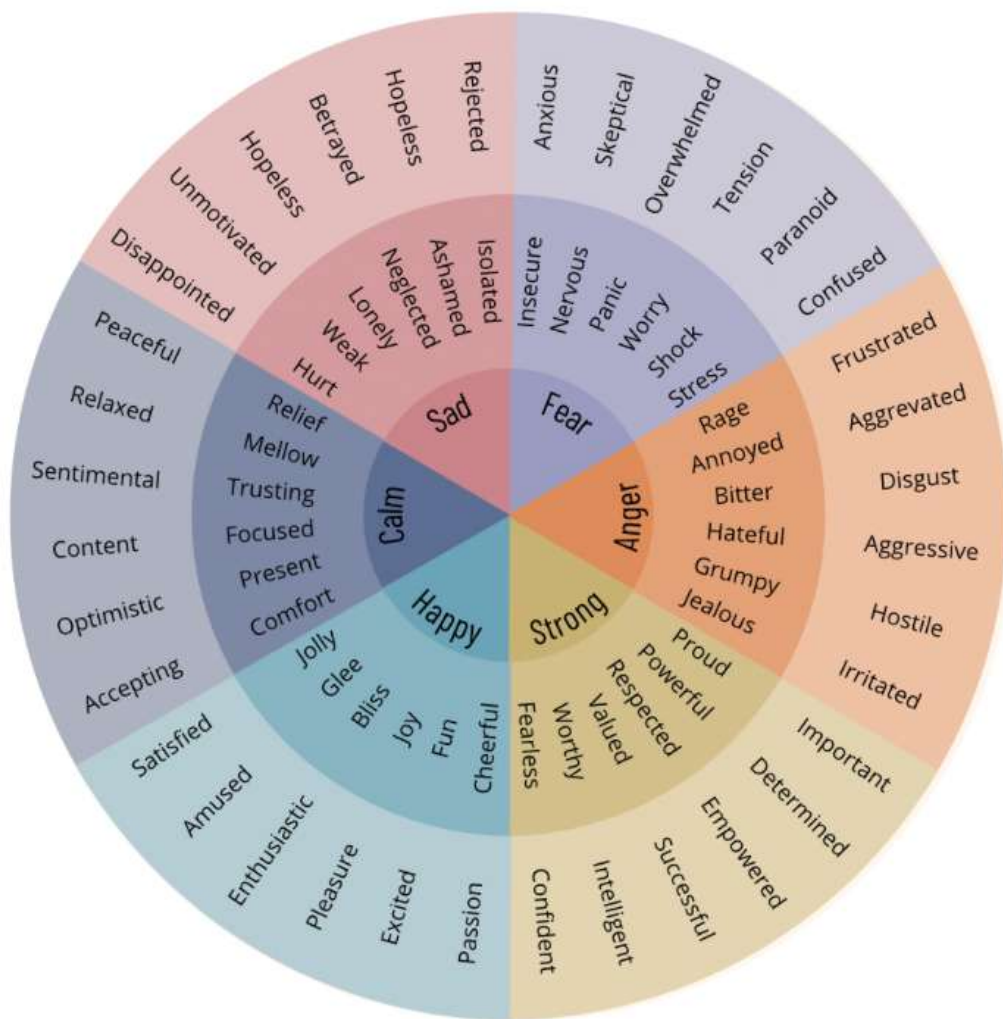 Sad
Fear
Anger
Strong
Happy
Calm
Hurt
Weak
Lonely
Neglected
Ashamed
Isolated
Insecure
Nervous
Panic
Worry
Shock
Stress
Rage
Annoyed
Bitter
Hateful
Grumpy
Jealous
Proud
Powerful
Respected
Valued
Worthy
Fearless
Cheerful
Fun
Joy
Bliss
Glee
Jolly
Comfort
Present
Focused
Trusting
Mellow
Relief
Disappointed
Unmotivated
Hopeless
Betrayed
Hopeless
Rejected
Anxious
Skeptical
Overwhelmed
Tension
Paranoid
Confused
Frustrated
Aggrevated
Disgust
Aggressive
Hostile
Irritated
Important
Determined
Empowered
Successful
Intelligent
Confident
Passion
Excited
Pleasure
Enthusiastic
Amused
Satisfied
Accepting
Optimistic
Content
Sentimental
Relaxed
Peaceful